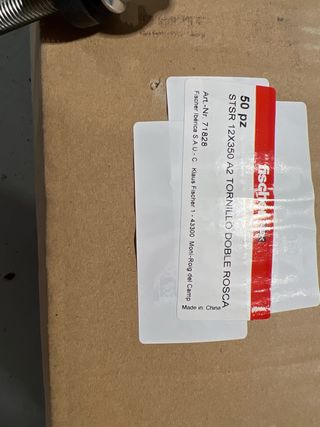 fischer
50 pz
STSR 12X350 A2 TORNILLO DOBLE ROSCA
Art.-Nr. 71828
Fischer Ibérica S.A.U - C. Klaus Fischer 1 - 43300 Mont-Roig del Camp
Made in China